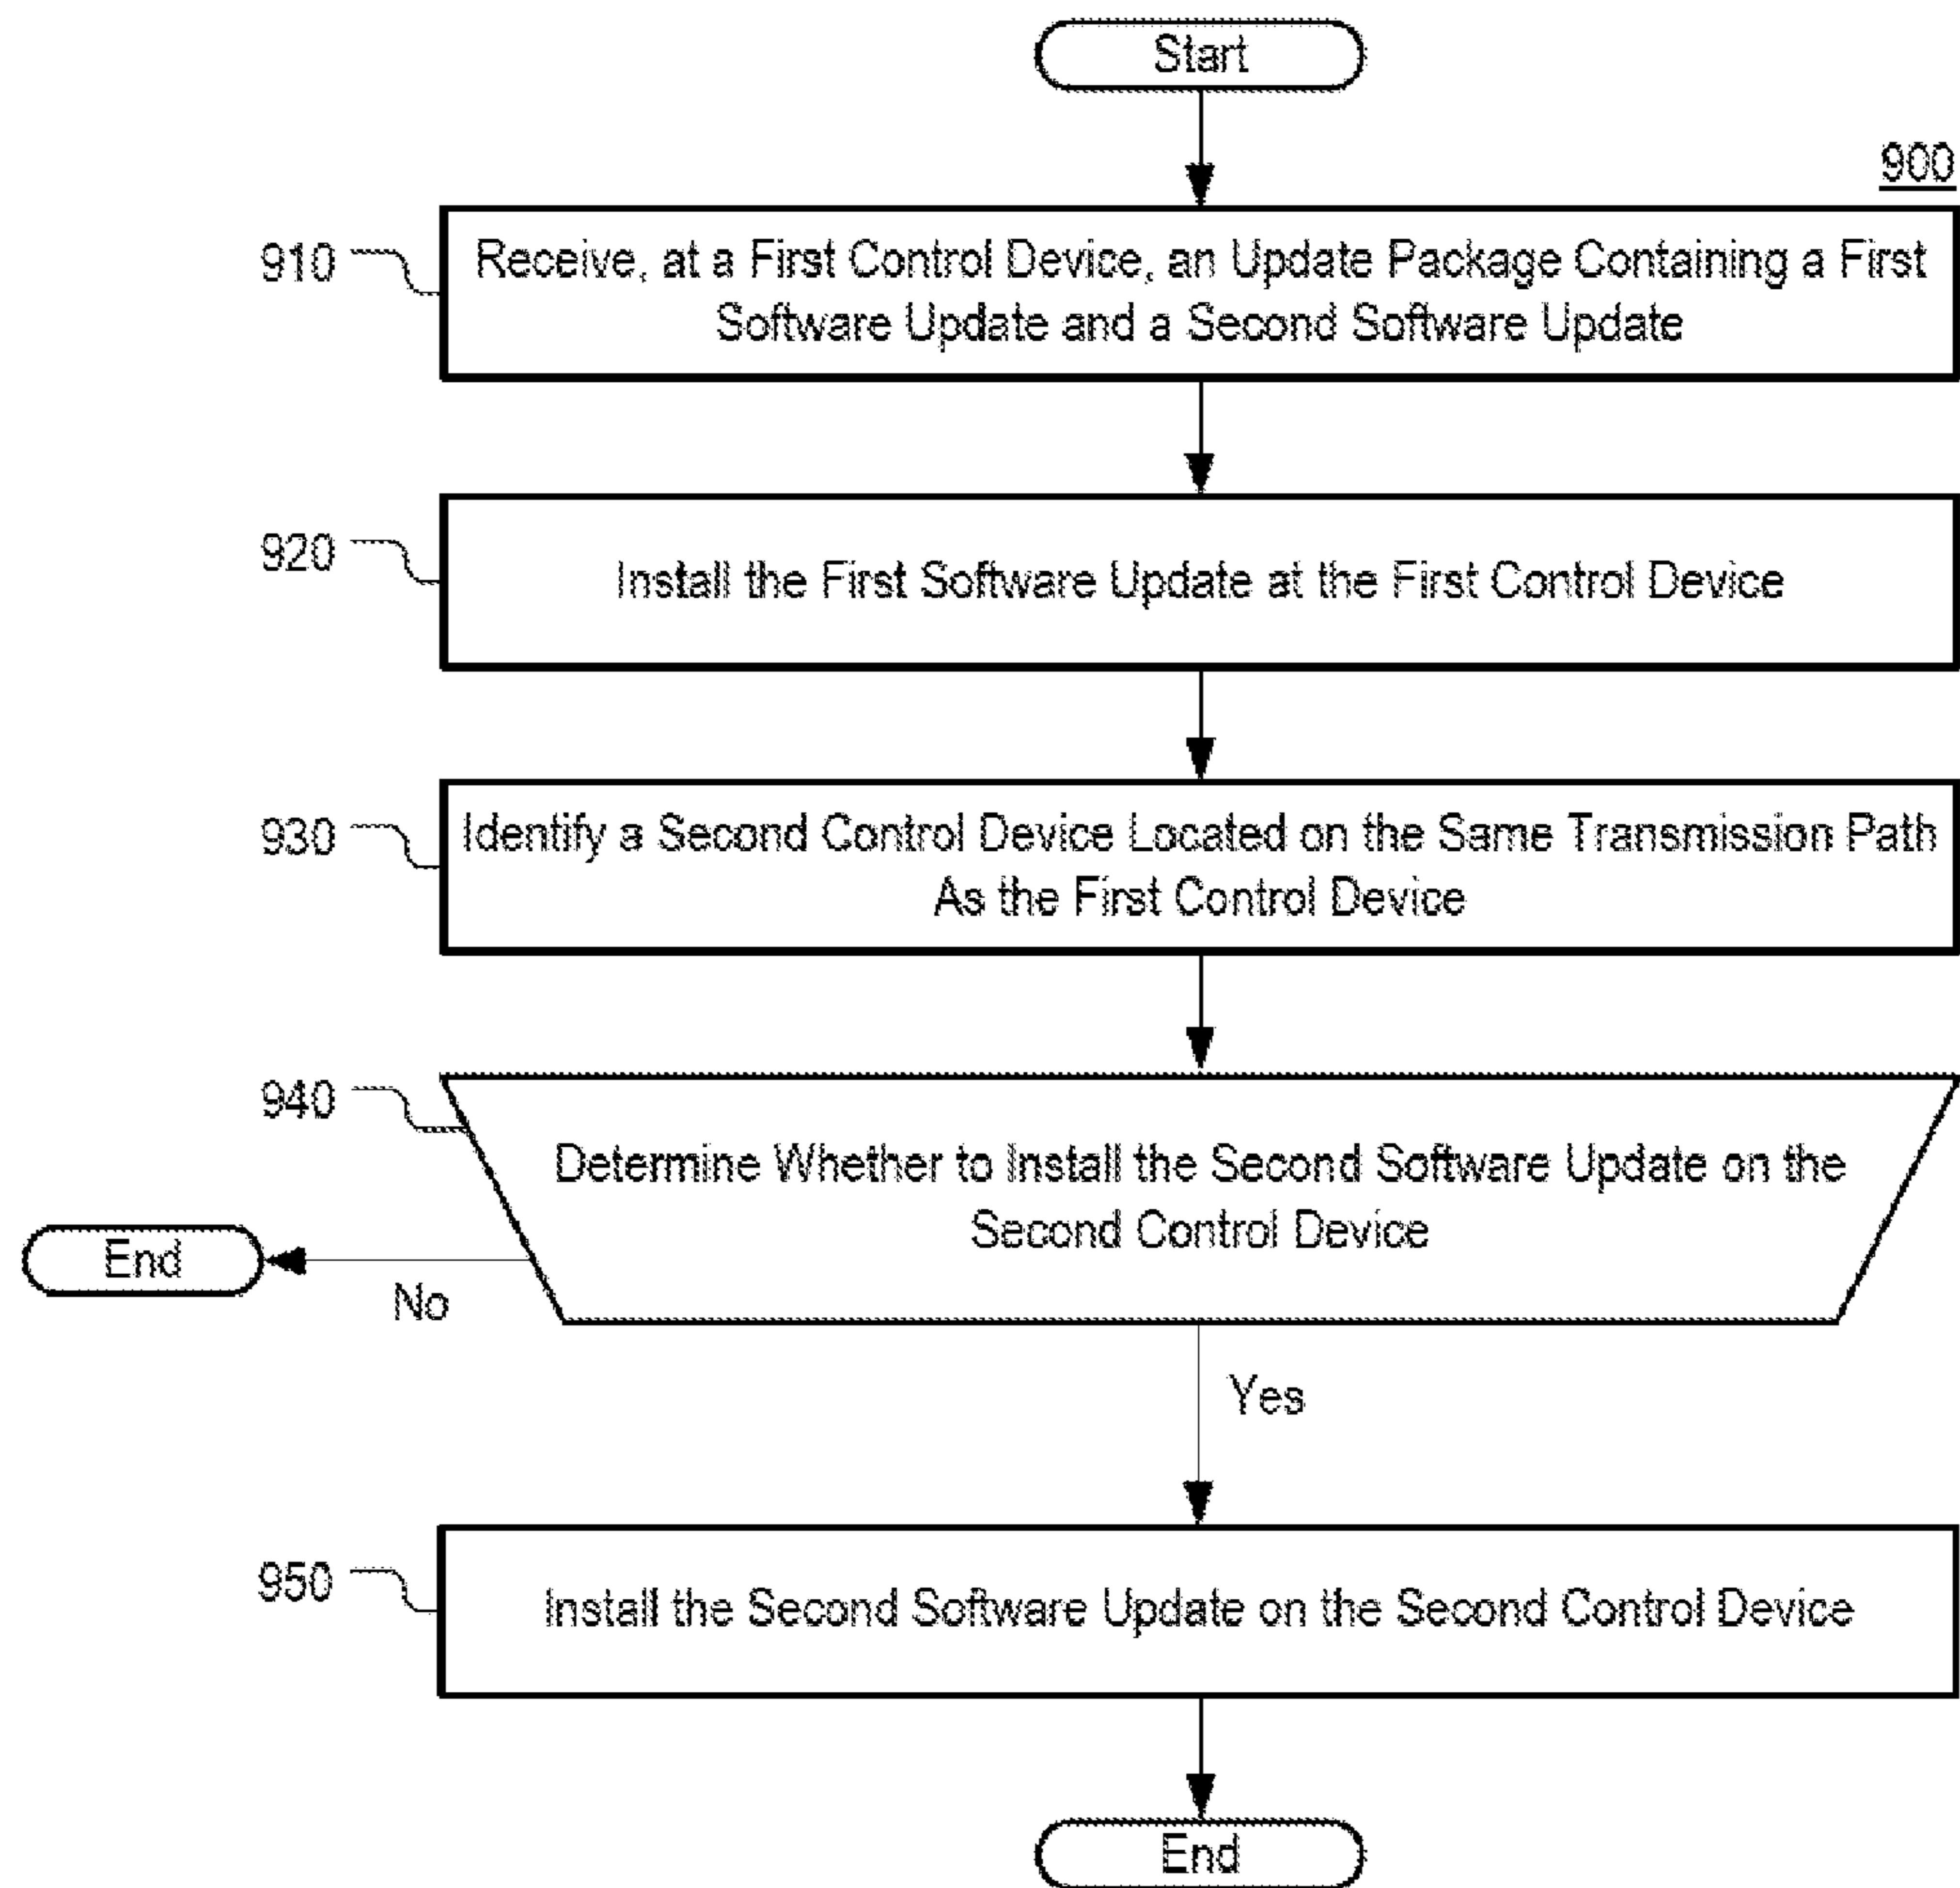 Start
900
910
Receive, at a First Control Device, an Update Package Containing a First
Software Update and a Second Software Update
920
Install the First Software Update at the First Control Device
930
Identify a Second Control Device Located on the Same Transmission Path
As the First Control Device
940
Determine Whether to Install the Second Software Update on the
Second Control Device
End
No
Yes
950
Install the Second Software Update on the Second Control Device
End